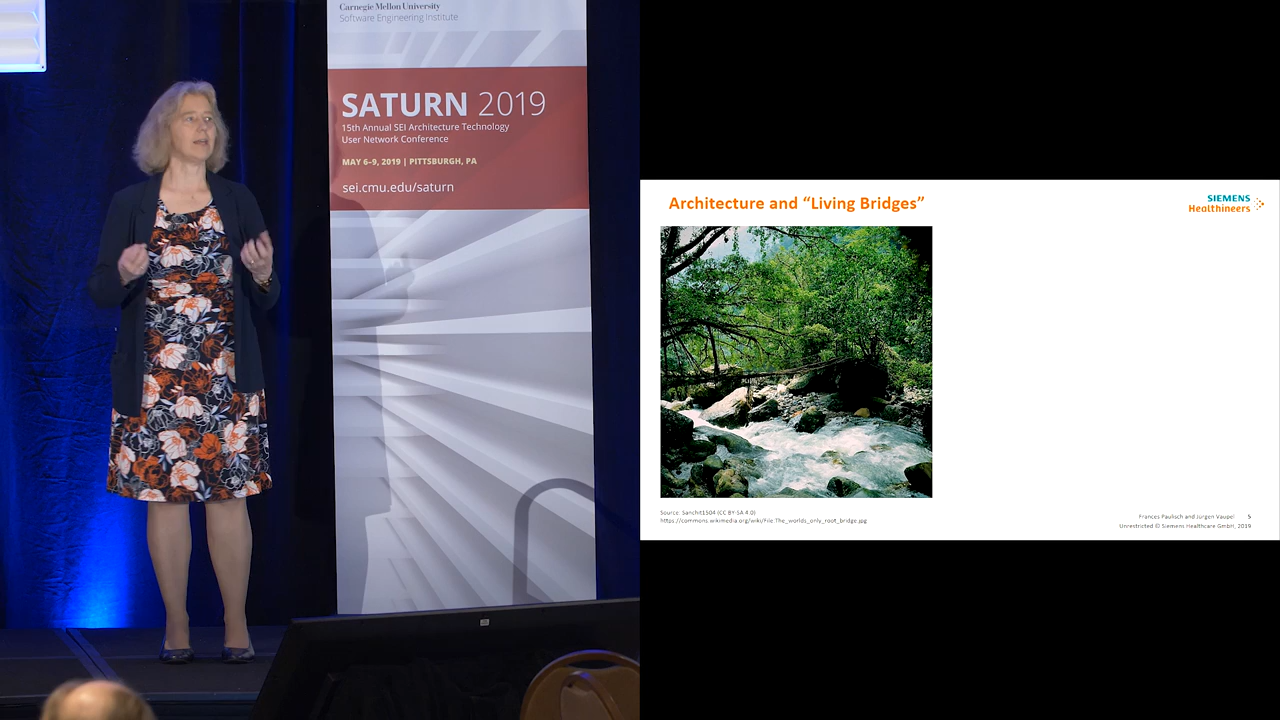 Carnegie Mellon University
Software Engineering Institute
SATURN 2019
15th Annual SEI Architecture Technology
User Network Conference
MAY 6–9, 2019 | PITTSBURGH, PA
sei.cmu.edu/saturn
Architecture and “Living Bridges”
SIEMENS
Healthineers
Source: Sanchit1504 (CC BY-SA 4.0)
https://commons.wikimedia.org/wiki/File:The_worlds_only_root_bridge.jpg
Frances Paulisch and Jürgen Vaupel 5
Unrestricted © Siemens Healthcare GmbH, 2019